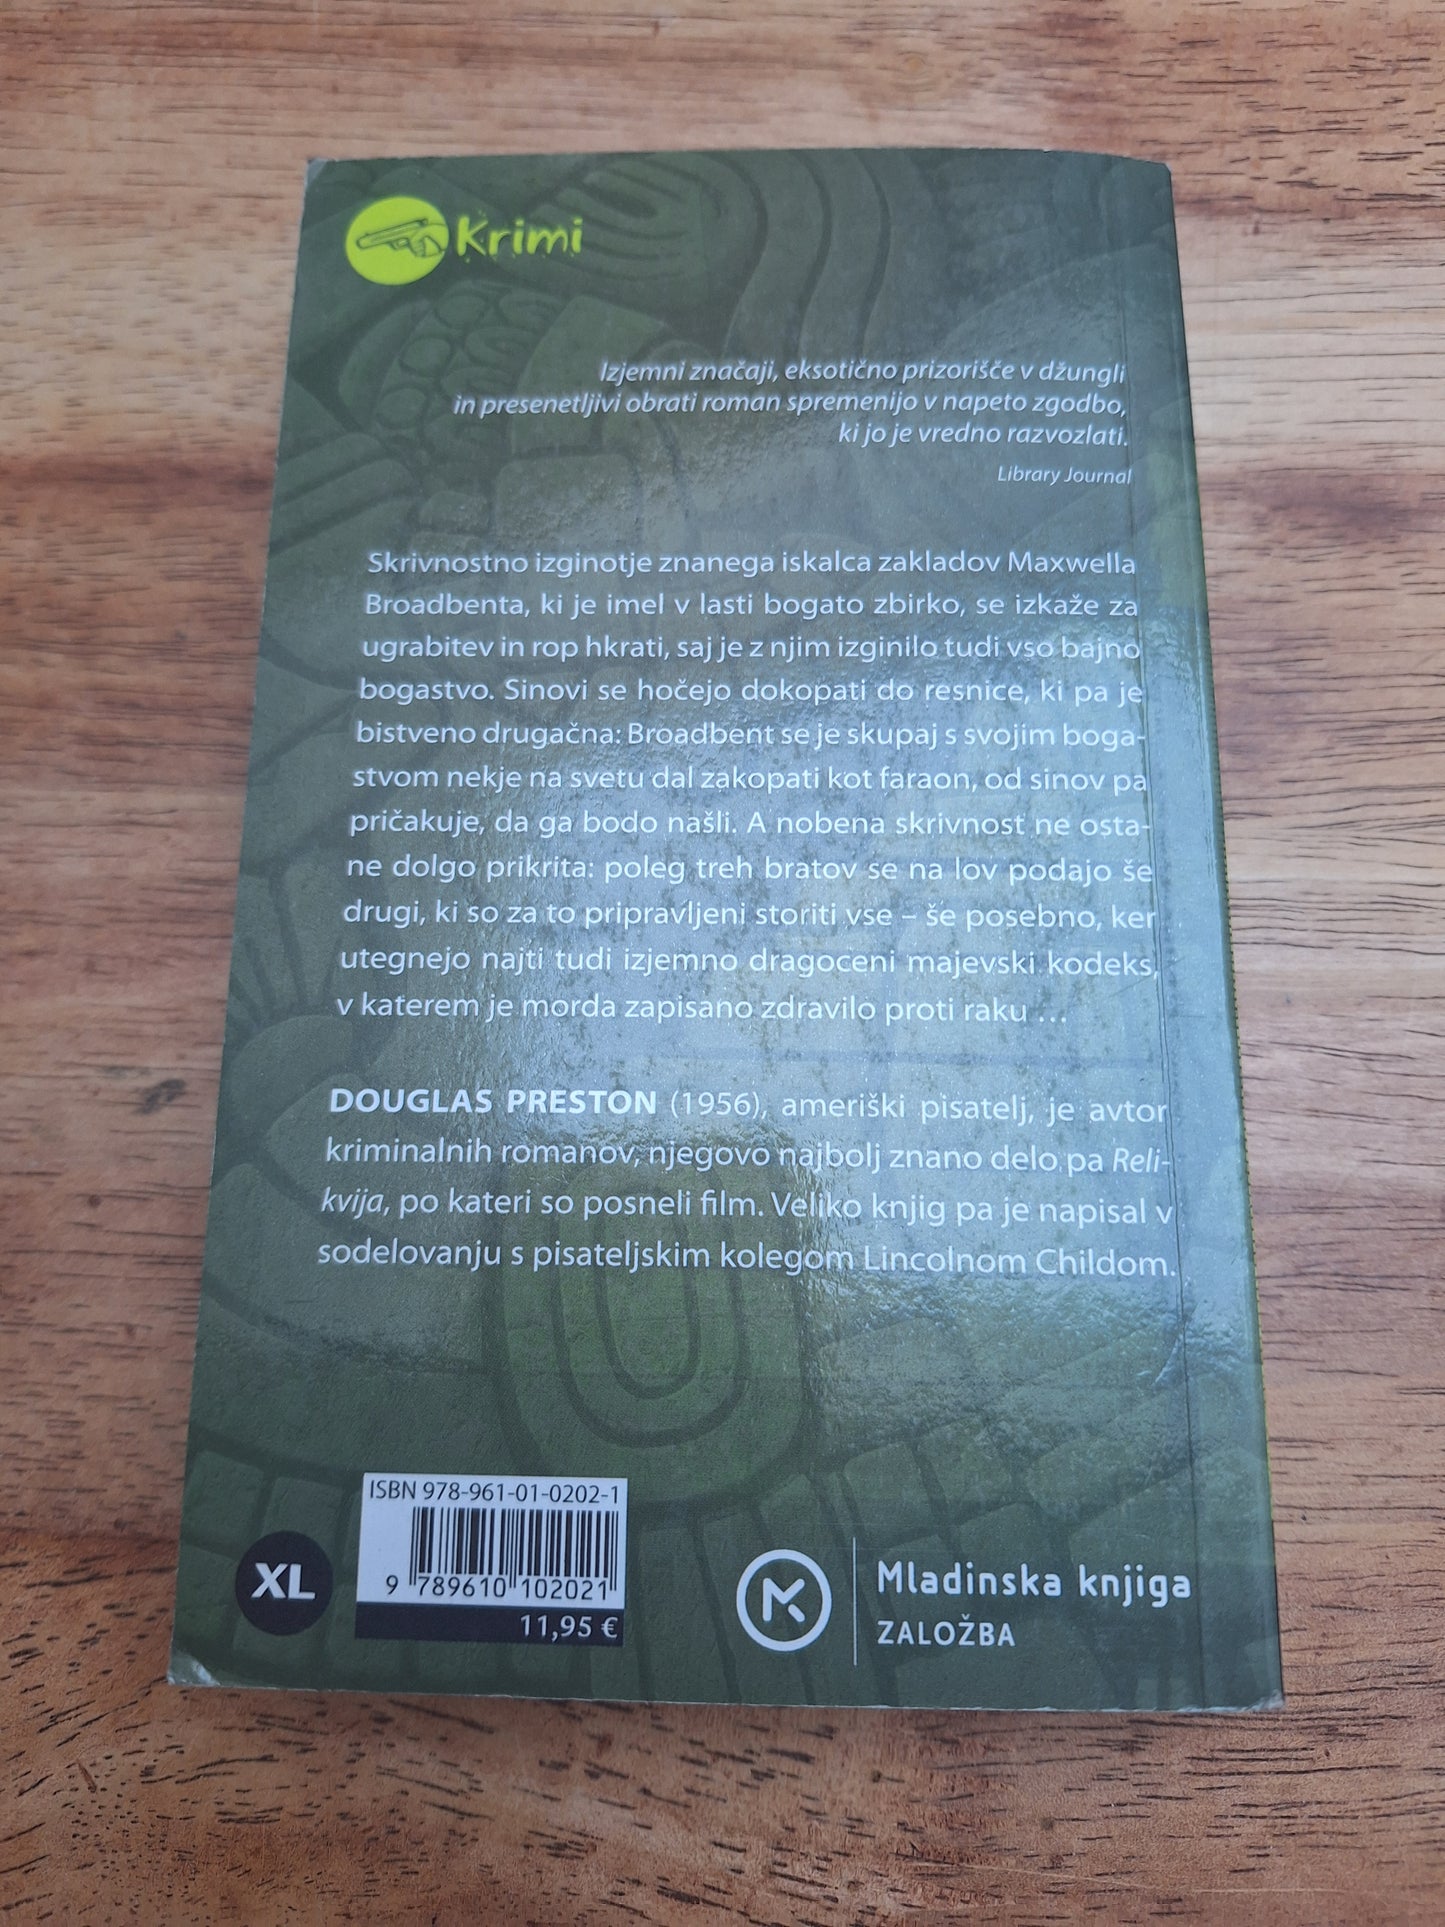 Krimi
Izjemni značaji, eksotično prizorišče v džungli
in presenetljivi obrati roman spremenijo v napeto zgodbo,
ki jo je vredno razvozlati.
Library Journal
Skrivnostno izginotje znanega iskalca zakladov Maxwella
Broadbenta, ki je imel v lasti bogato zbirko, se izkaže za
ugrabitev in rop hkrati, saj je z njim izginilo tudi vso bajno
bogastvo. Sinovi se hočejo dokopati do resnice, ki pa je
bistveno drugačna: Broadbent se je skupaj s svojim boga-
stvom nekje na svetu dal zakopati kot faraon, od sinov pa
pričakuje, da ga bodo našli. A nobena skrivnost ne osta-
ne dolgo prikrita: poleg treh bratov se na lov podajo še
drugi, ki so za to pripravljeni storiti vse – še posebno, ker
utegnejo najti tudi izjemno dragoceni majevski kodeks,
v katerem je morda zapisano zdravilo proti raku ...
DOUGLAS PRESTON (1956), ameriški pisatelj, je avtor
kriminalnih romanov, njegovo najbolj znano delo pa Reli-
kvija, po kateri so posneli film. Veliko knjig pa je napisal v
sodelovanju s pisateljskim kolegom Lincolnom Childom.
ISBN 978-961-01-0202-1
9 789610 102021
11,95 €
XL
Mladinska knjiga
ZALOŽBA